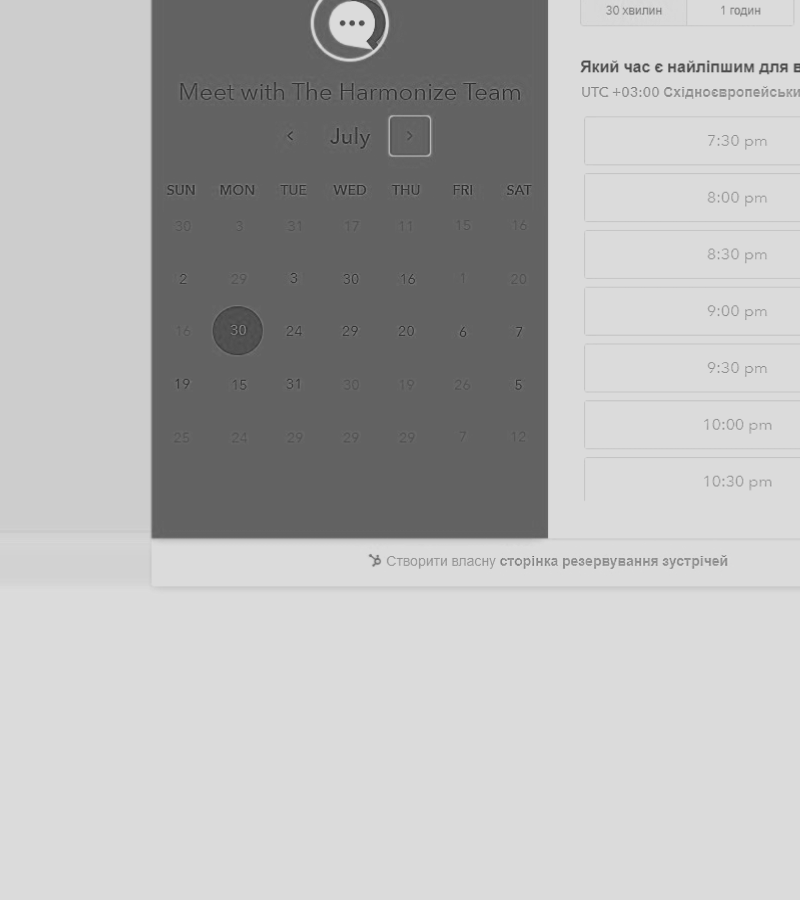 Meet with The Harmonize Team
July
SUN MON TUE WED THU FRI SAT
30 3 31 17 11 15 16
2 29 3 30 16 1 20
16 30 24 29 20 6 7
19 15 31 30 19 26 5
25 24 29 29 29 7 12
30 хвилин 1 годин
Який час є найліпшим для
UTC +03:00 Східноєвропейськи
7:30 pm
8:00 pm
8:30 pm
9:00 pm
9:30 pm
10:00 pm
10:30 pm
Створити власну сторінка резервування зустрічей